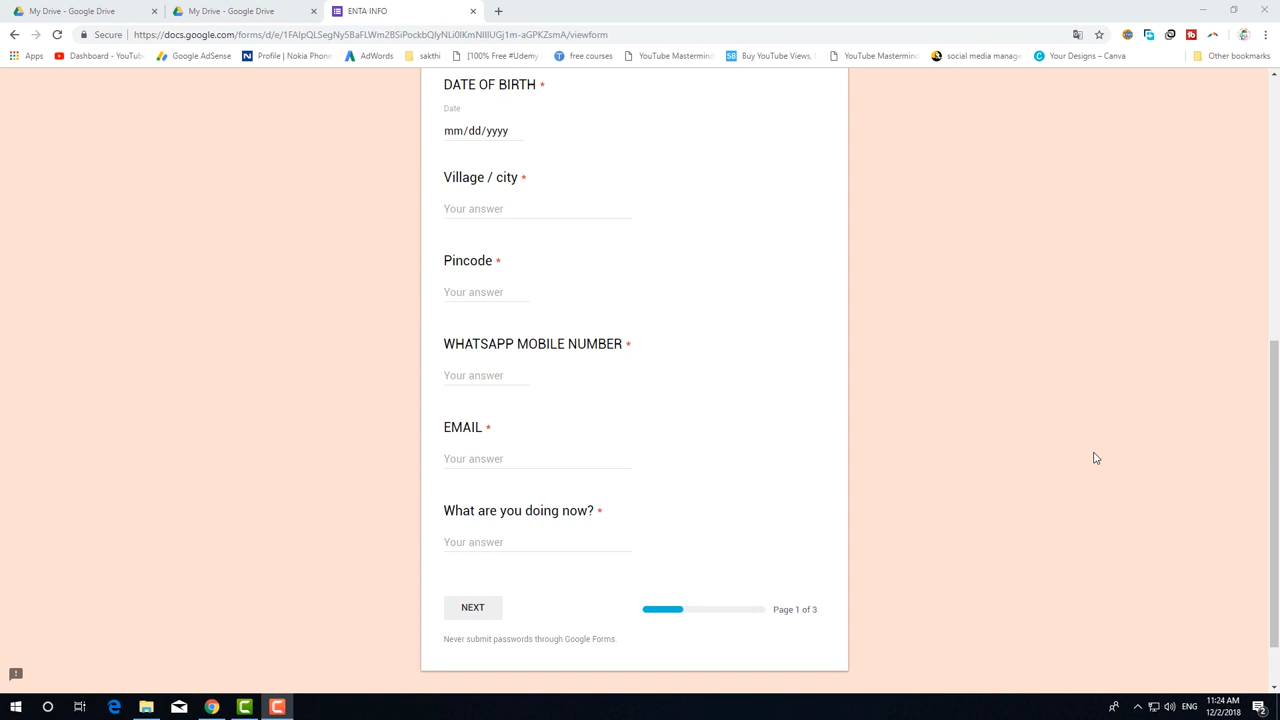 My Drive - Google Drive
My Drive - Google Drive
ENTA INFO
Secure
https://docs.google.com/forms/d/e/
Apps
Dashboard - YouTube
Google AdSense
Profile | Nokia Phone
AdWords
sakthi
[100% Free #Udemy
free courses
YouTube Mastermind
Buy YouTube Views,
YouTube Mastermind
social media manage
Your Designs – Canva
Other bookmarks
DATE OF BIRTH *
Date
mm/dd/yyyy
Village / city *
Your answer
Pincode *
Your answer
WHATSAPP MOBILE NUMBER *
Your answer
EMAIL *
Your answer
What are you doing now? *
Your answer
NEXT
Page 1 of 3
Never submit passwords through Google Forms.
ENG
11:24 AM
12/2/2018
2